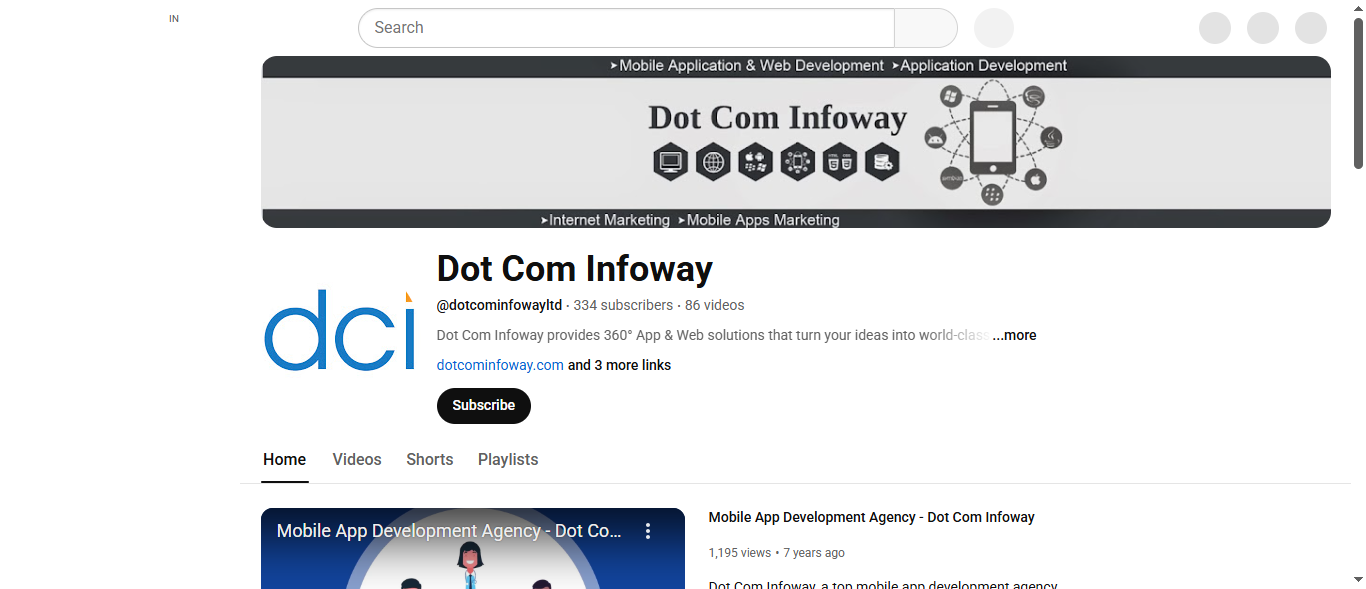 IN
Search
➤Mobile Application & Web Development ➤Application Development
Dot Com Infoway
➤Internet Marketing ➤Mobile Apps Marketing
dci
Dot Com Infoway
@dotcominfowayltd · 334 subscribers · 86 videos
Dot Com Infoway provides 360° App & Web solutions that turn your ideas into world-class ...more
dotcominfoway.com and 3 more links
Subscribe
Home Videos Shorts Playlists
Mobile App Development Agency - Dot Co...
Mobile App Development Agency - Dot Com Infoway
1,195 views • 7 years ago
Dot Com Infoway, a top mobile app development agency